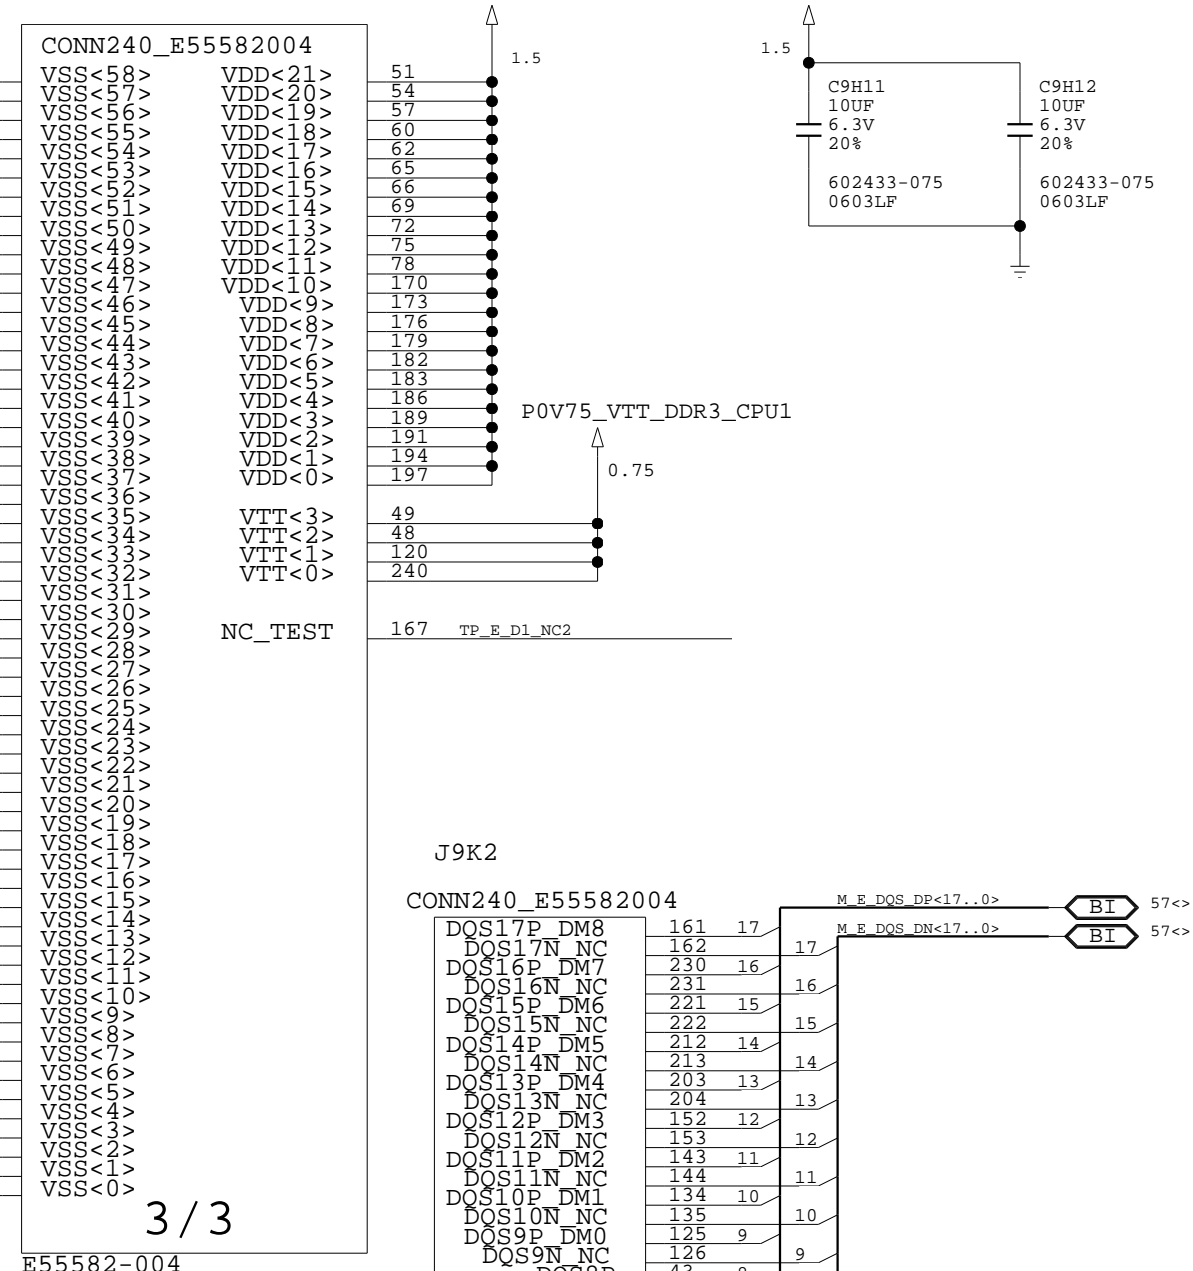 CONN240_E55582004
VSS<58> VDD<21> 51
VSS<57> VDD<20> 54
VSS<56> VDD<19> 57
VSS<55> VDD<18> 60
VSS<54> VDD<17> 62
VSS<53> VDD<16> 65
VSS<52> VDD<15> 66
VSS<51> VDD<14> 69
VSS<50> VDD<13> 72
VSS<49> VDD<12> 75
VSS<48> VDD<11> 78
VSS<47> VDD<10> 170
VSS<46> VDD<9> 173
VSS<45> VDD<8> 176
VSS<44> VDD<7> 179
VSS<43> VDD<6> 182
VSS<42> VDD<5> 183
VSS<41> VDD<4> 186
VSS<40> VDD<3> 189
VSS<39> VDD<2> 191
VSS<38> VDD<1> 194
VSS<37> VDD<0> 197
VSS<36>
VSS<35> VTT<3> 49
VSS<34> VTT<2> 48
VSS<33> VTT<1> 120
VSS<32> VTT<0> 240
VSS<31>
VSS<30>
VSS<29> NC_TEST 167 TP_E_D1_NC2
VSS<28>
VSS<27>
VSS<26>
VSS<25>
VSS<24>
VSS<23>
VSS<22>
VSS<21>
VSS<20>
VSS<19>
VSS<18>
VSS<17>
VSS<16>
VSS<15>
VSS<14>
VSS<13>
VSS<12>
VSS<11>
VSS<10>
VSS<9>
VSS<8>
VSS<7>
VSS<6>
VSS<5>
VSS<4>
VSS<3>
VSS<2>
VSS<1>
VSS<0>
3/3
E55582-004
1.5
1.5
C9H11
10UF
6.3V
20%
602433-075
0603LF
C9H12
10UF
6.3V
20%
602433-075
0603LF
P0V75_VTT_DDR3_CPU1
0.75
J9K2
CONN240_E55582004
M_E_DQS_DP<17..0> BI 57<>
M_E_DQS_DN<17..0> BI 57<>
DQS17P_DM8 161 17
DQS17N_NC 162 17
DQS16P_DM7 230 16
DQS16N_NC 231 16
DQS15P_DM6 221 15
DQS15N_NC 222 15
DQS14P_DM5 212 14
DQS14N_NC 213 14
DQS13P_DM4 203 13
DQS13N_NC 204 13
DQS12P_DM3 152 12
DQS12N_NC 153 12
DQS11P_DM2 143 11
DQS11N_NC 144 11
DQS10P_DM1 134 10
DQS10N_NC 135 10
DQS9P_DM0 125 9
DQS9N_NC 126 9